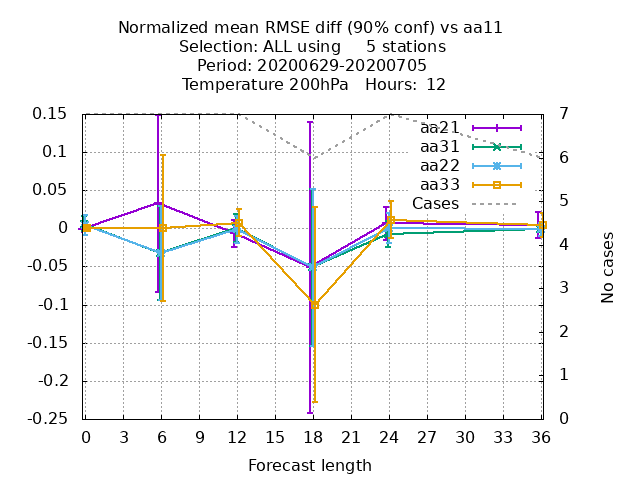 Normalized mean RMSE diff (90% conf) vs aa11
Selection: ALL using     5 stations
Period: 20200629-20200705
Temperature 200hPa   Hours:  12
0.15
0.1
0.05
0
-0.05
-0.1
-0.15
-0.2
-0.25
7
6
5
4
3
2
1
0
aa21
aa31
aa22
aa33
Cases
No cases
0 3 6 9 12 15 18 21 24 27 30 33 36
Forecast length